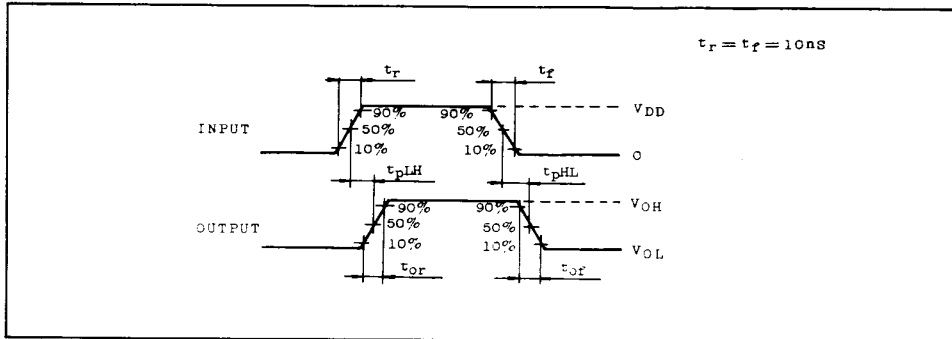 tr = tf = 10nS
tr
tf
INPUT
90%
50%
10%
90%
50%
10%
VDD
0
tpLH
tpHL
OUTPUT
90%
50%
10%
90%
50%
10%
VOH
VOL
tor
tof